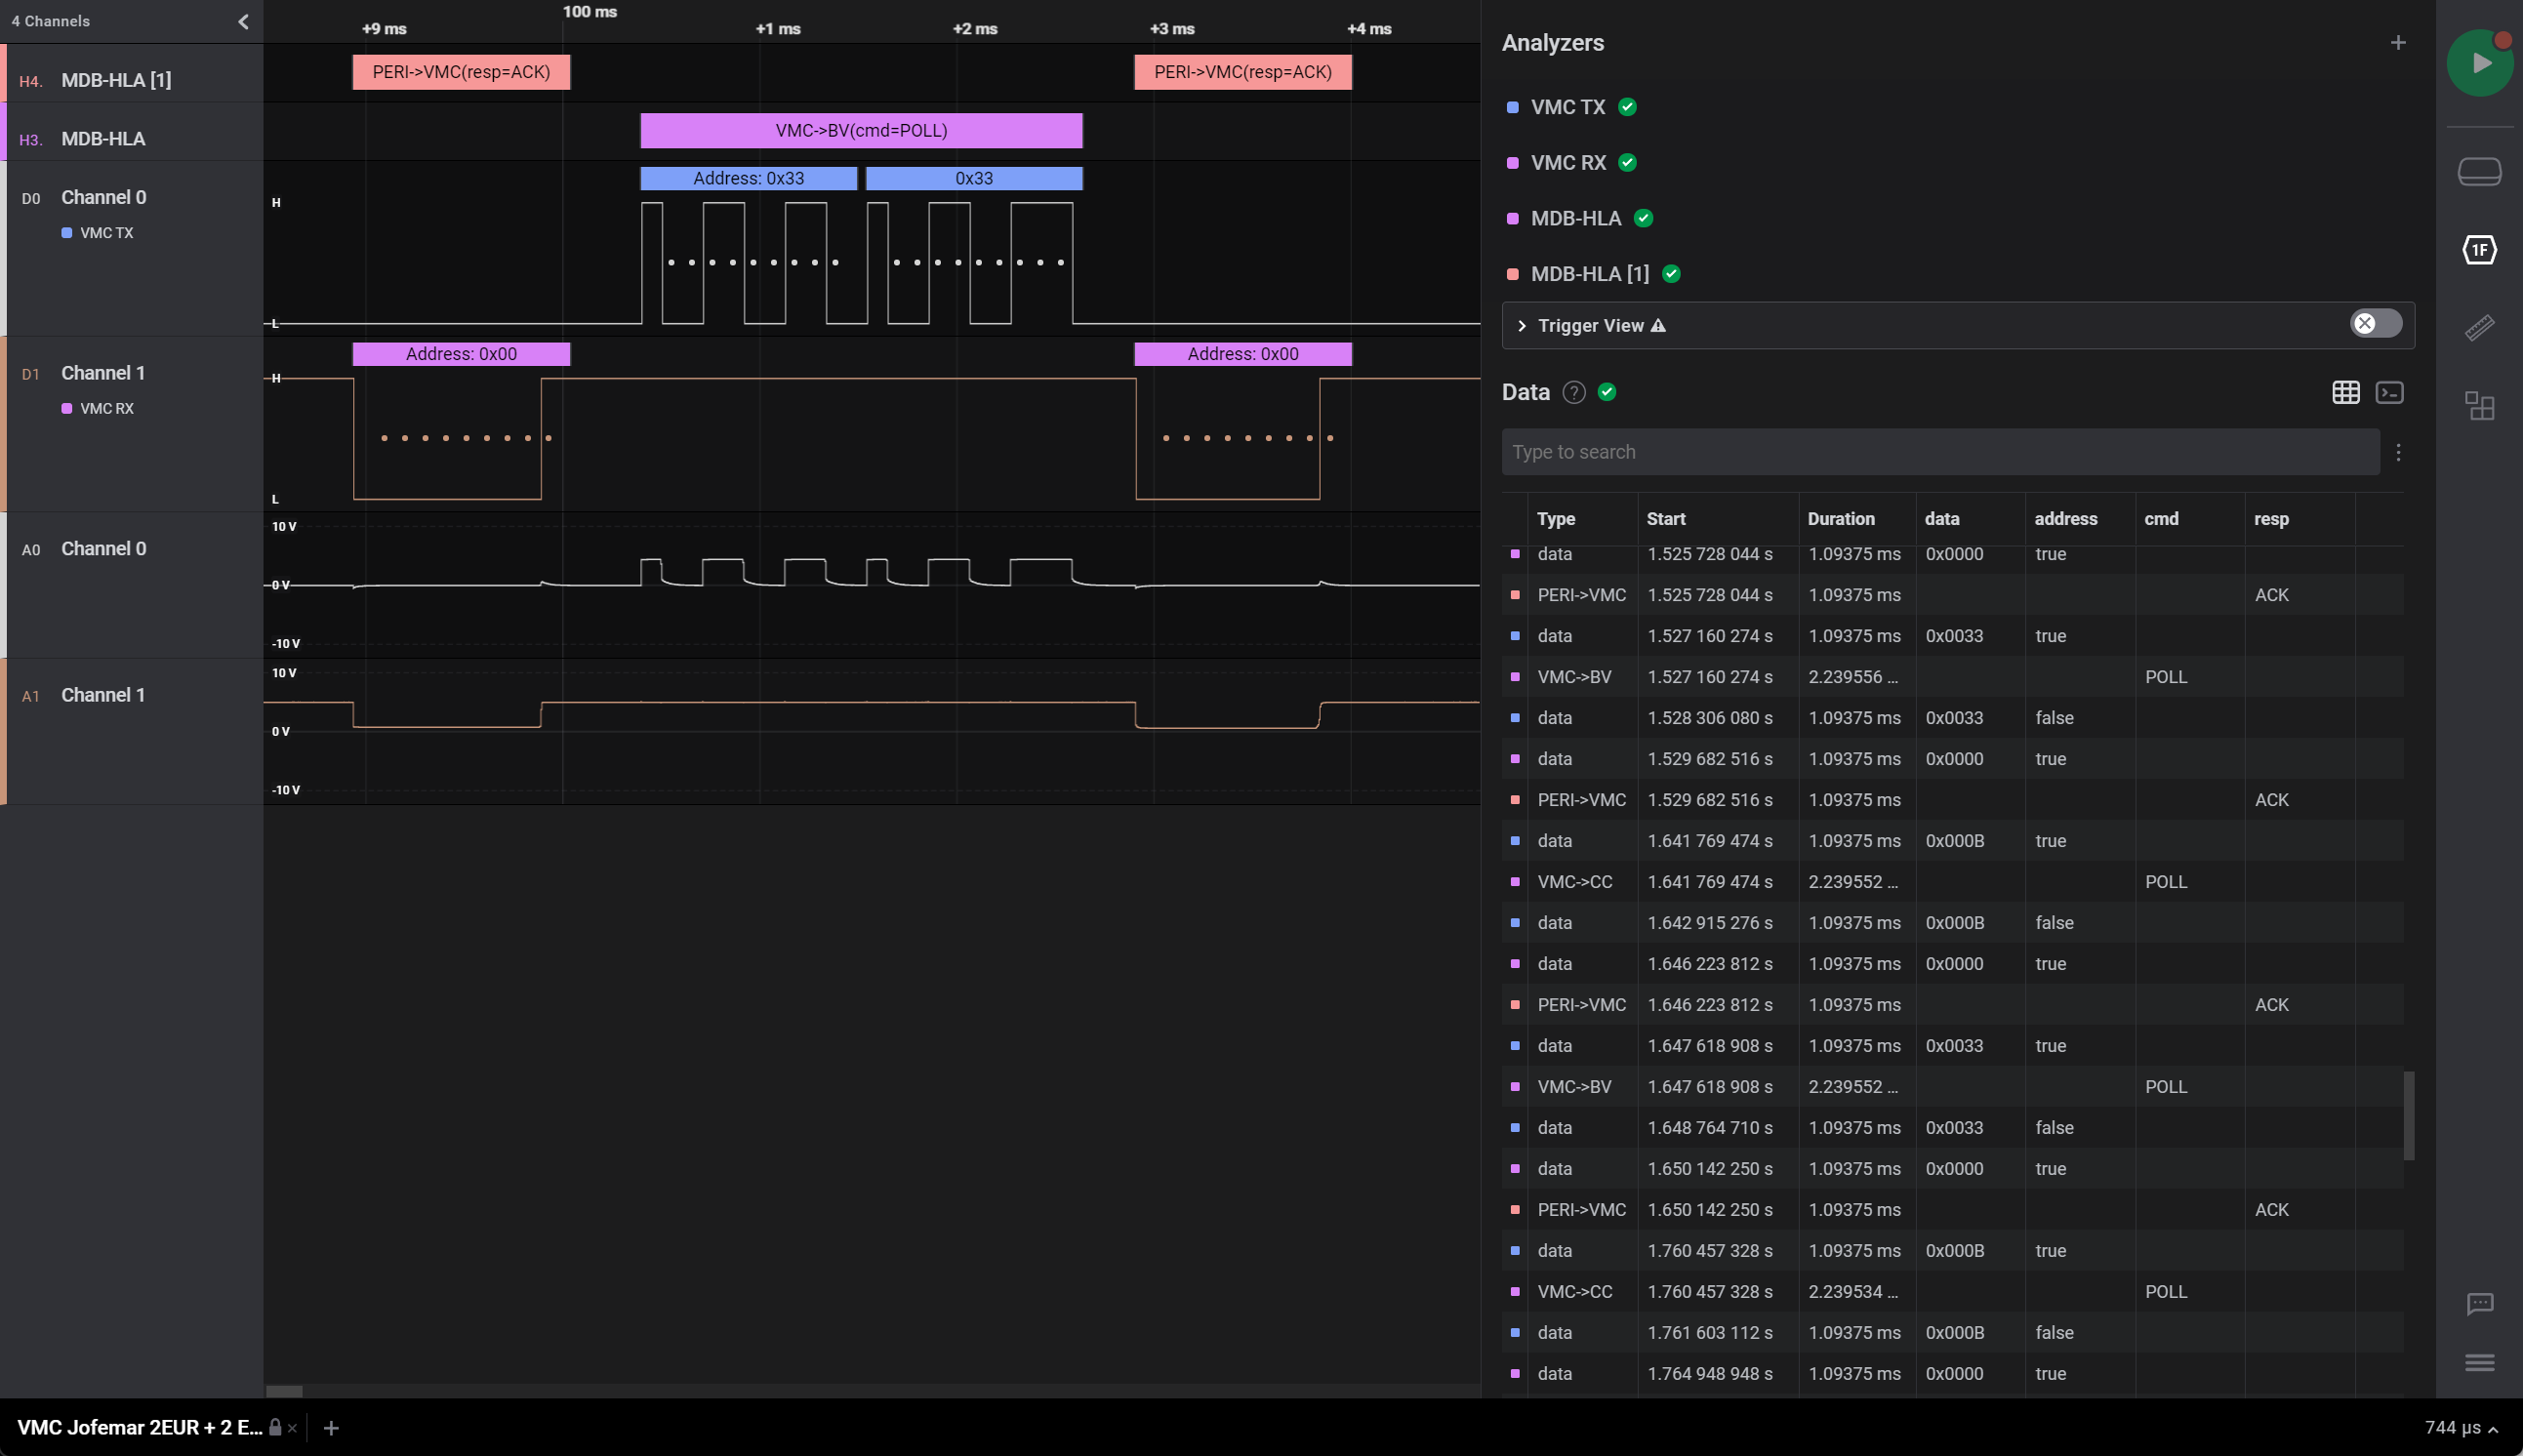 4 Channels
100 ms
+9 ms
+1 ms
+2 ms
+3 ms
+4 ms
H4. MDB-HLA [1]
PERI->VMC(resp=ACK)
PERI->VMC(resp=ACK)
H3. MDB-HLA
VMC->BV(cmd=POLL)
D0 Channel 0
VMC TX
Address: 0x33
0x33
H
L
D1 Channel 1
VMC RX
Address: 0x00
Address: 0x00
H
L
A0 Channel 0
10 V
0 V
-10 V
A1 Channel 1
10 V
0 V
-10 V
Analyzers
VMC TX
VMC RX
MDB-HLA
MDB-HLA [1]
Trigger View
Data ?
Type to search
Type Start Duration data address cmd resp
data 1.525 728 044 s 1.09375 ms 0x0000 true
PERI->VMC 1.525 728 044 s 1.09375 ms ACK
data 1.527 160 274 s 1.09375 ms 0x0033 true
VMC->BV 1.527 160 274 s 2.239556 ... POLL
data 1.528 306 080 s 1.09375 ms 0x0033 false
data 1.529 682 516 s 1.09375 ms 0x0000 true
PERI->VMC 1.529 682 516 s 1.09375 ms ACK
data 1.641 769 474 s 1.09375 ms 0x000B true
VMC->CC 1.641 769 474 s 2.239552 ... POLL
data 1.642 915 276 s 1.09375 ms 0x000B false
data 1.646 223 812 s 1.09375 ms 0x0000 true
PERI->VMC 1.646 223 812 s 1.09375 ms ACK
data 1.647 618 908 s 1.09375 ms 0x0033 true
VMC->BV 1.647 618 908 s 2.239552 ... POLL
data 1.648 764 710 s 1.09375 ms 0x0033 false
data 1.650 142 250 s 1.09375 ms 0x0000 true
PERI->VMC 1.650 142 250 s 1.09375 ms ACK
data 1.760 457 328 s 1.09375 ms 0x000B true
VMC->CC 1.760 457 328 s 2.239534 ... POLL
data 1.761 603 112 s 1.09375 ms 0x000B false
data 1.764 948 948 s 1.09375 ms 0x0000 true
1F
VMC Jofemar 2EUR + 2 E...
744 µs